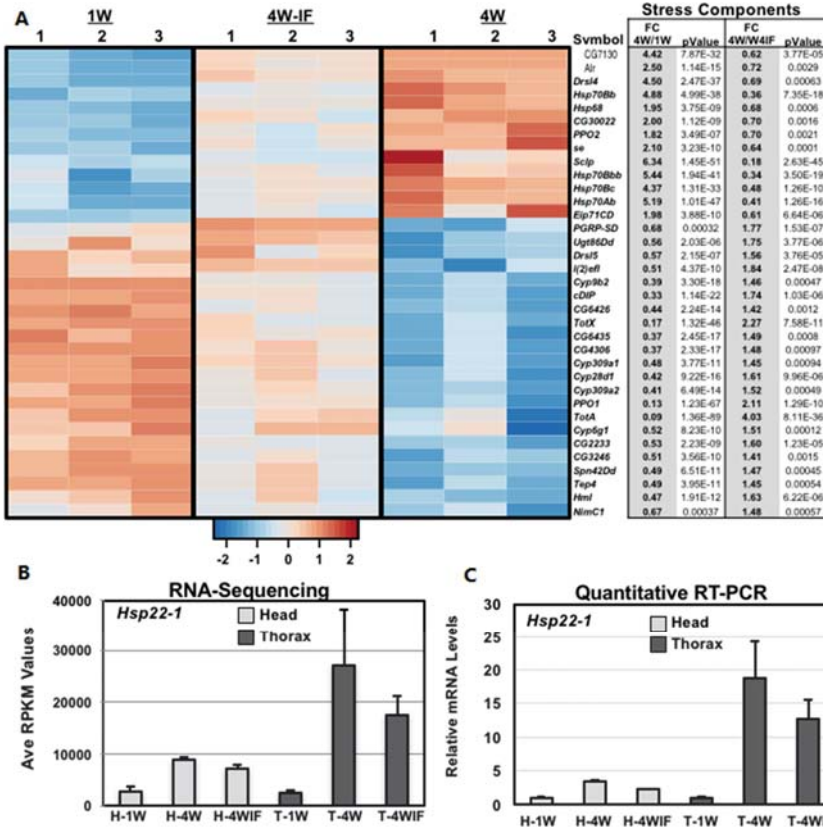 A
1W
4W-IF
4W
1 2 3 1 2 3 1 2 3
Stress Components
Symbol FC 4W/1W pValue FC 4W/W4IF pValue
CG7130 4.42 7.87E-32 0.62 3.77E-05
Alr 2.50 1.14E-15 0.72 0.0029
Drsl4 4.50 2.47E-37 0.69 0.00063
Hsp70Bb 4.88 4.99E-38 0.36 7.35E-18
Hsp68 1.95 3.75E-09 0.68 0.0006
CG30022 2.00 1.12E-09 0.70 0.0016
PPO2 1.82 3.49E-07 0.70 0.0021
se 2.10 3.23E-10 0.64 0.0001
Sclp 6.34 1.45E-51 0.18 2.63E-45
Hsp70Bbb 5.44 1.94E-41 0.34 3.50E-19
Hsp70Bc 4.37 1.31E-33 0.48 1.26E-10
Hsp70Ab 5.19 1.01E-47 0.41 1.26E-16
Eip71CD 1.98 3.88E-10 0.61 6.64E-06
PGRP-SD 0.68 0.00032 1.77 1.53E-07
Ugt86Dd 0.56 2.03E-06 1.75 3.77E-06
Drsl5 0.57 2.15E-07 1.56 3.76E-05
l(2)efl 0.51 4.37E-10 1.84 2.47E-08
Cyp9b2 0.39 3.30E-18 1.46 0.00047
cDIP 0.33 1.14E-22 1.74 1.03E-06
CG6426 0.44 2.24E-14 1.42 0.0012
TotX 0.17 1.32E-46 2.27 7.58E-11
CG6435 0.37 2.45E-17 1.49 0.0008
CG4306 0.37 2.33E-17 1.48 0.00097
Cyp309a1 0.48 3.77E-11 1.45 0.00094
Cyp28d1 0.42 9.22E-16 1.61 9.96E-06
Cyp309a2 0.41 6.49E-14 1.52 0.00049
PPO1 0.13 1.23E-67 2.11 1.29E-10
TotA 0.09 1.36E-89 4.03 8.11E-36
Cyp6g1 0.52 8.23E-10 1.51 0.00012
CG2233 0.53 2.23E-09 1.60 1.23E-05
CG3246 0.51 3.56E-10 1.41 0.0015
Spn42Dd 0.49 6.51E-11 1.47 0.00045
Tep4 0.49 3.95E-11 1.45 0.00054
Hml 0.47 1.91E-12 1.63 6.22E-06
NimC1 0.67 0.00037 1.48 0.00057
-2 -1 0 1 2
B
RNA-Sequencing
Hsp22-1
Head
Thorax
Ave RPKM Values
40000
30000
20000
10000
0
H-1W H-4W H-4WIF T-1W T-4W T-4WIF
C
Quantitative RT-PCR
Hsp22-1
Head
Thorax
Relative mRNA Levels
30
25
20
15
10
5
0
H-1W H-4W H-4WIF T-1W T-4W T-4WIF